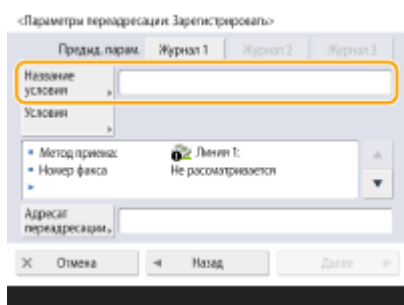 <Параметры переадресации: Зарегистрировать>
Предыд. парам. Журнал 1 Журнал 2 Журнал 3
Название
условия
Условия
Метод приема: Линия 1:
Номер факса Не рассматривается
Адресат
переадресации
Отмена Назад Далее